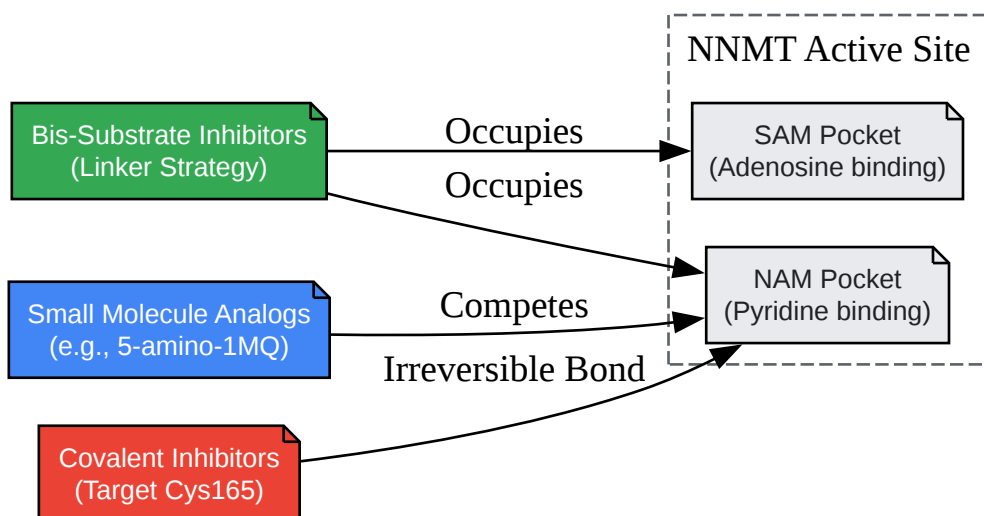 NNMT Active Site
Bis-Substrate Inhibitors
(Linker Strategy)
Occupies
SAM Pocket
(Adenosine binding)
Occupies
Small Molecule Analogs
(e.g., 5-amino-1MQ)
Competes
NAM Pocket
(Pyridine binding)
Irreversible Bond
Covalent Inhibitors
(Target Cys165)